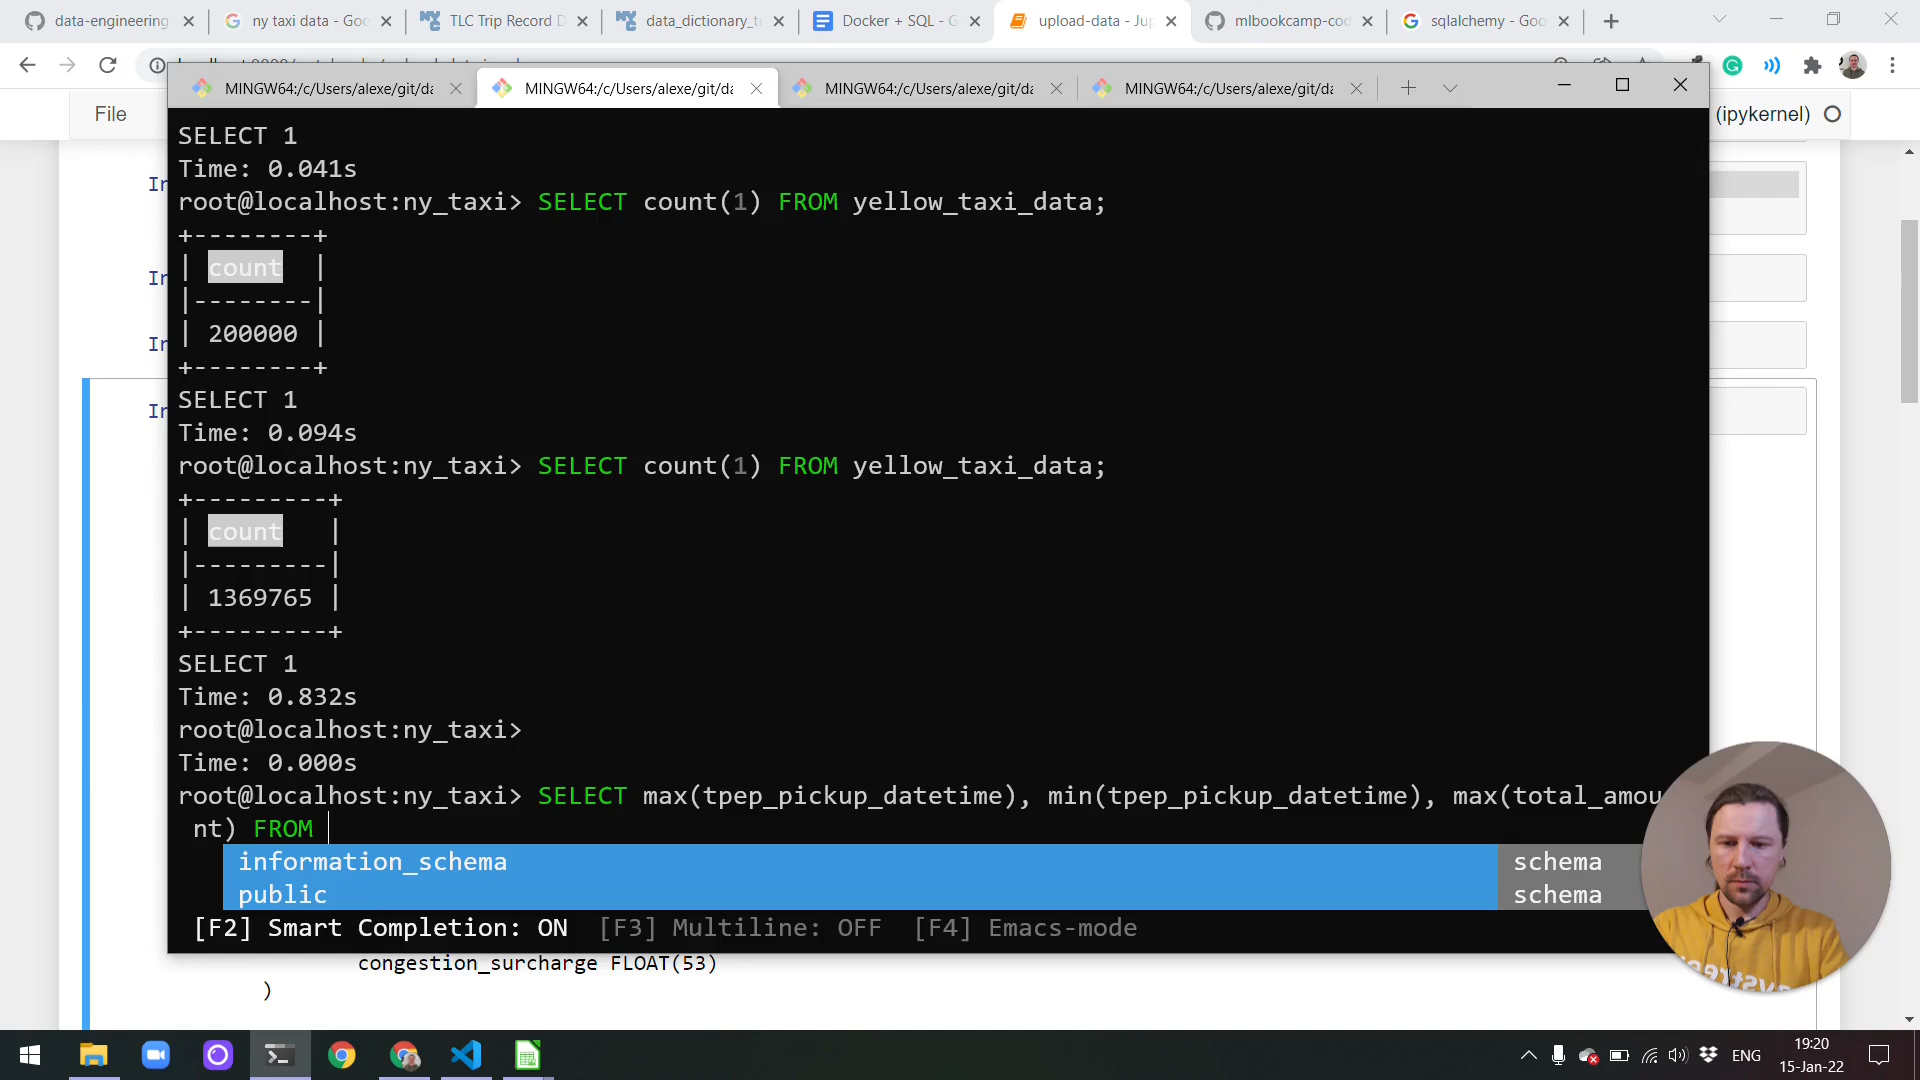 data-engineering
ny taxi data - Goo
TLC Trip Record D
data_dictionary_t
Docker + SQL - G
upload-data - Jup
mlbookcamp-cod
sqlalchemy - Goo
MINGW64:/c/Users/alexe/git/da
MINGW64:/c/Users/alexe/git/da
MINGW64:/c/Users/alexe/git/da
MINGW64:/c/Users/alexe/git/da
File
(ipykernel)
In
In
In
In
SELECT 1
Time: 0.041s
root@localhost:ny_taxi> SELECT count(1) FROM yellow_taxi_data;
+--------+
| count  |
|--------|
| 200000 |
+--------+
SELECT 1
Time: 0.094s
root@localhost:ny_taxi> SELECT count(1) FROM yellow_taxi_data;
+---------+
| count   |
|---------|
| 1369765 |
+---------+
SELECT 1
Time: 0.832s
root@localhost:ny_taxi>
Time: 0.000s
root@localhost:ny_taxi> SELECT max(tpep_pickup_datetime), min(tpep_pickup_datetime), max(total_amou
nt) FROM
information_schema schema
public schema
[F2] Smart Completion: ON [F3] Multiline: OFF [F4] Emacs-mode
congestion_surcharge FLOAT(53)
)
ENG
19:20
15-Jan-22